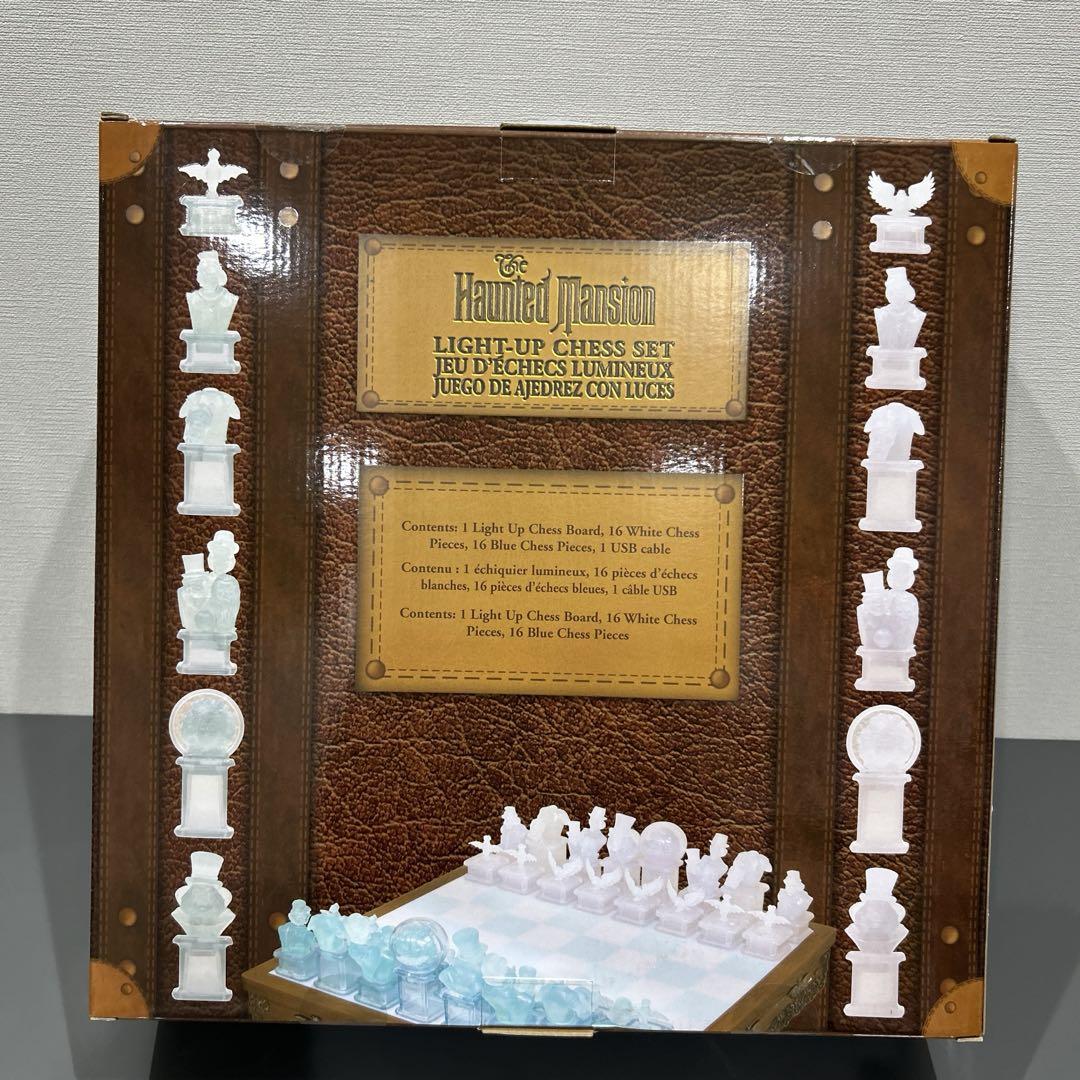 The
Haunted Mansion
LIGHT-UP CHESS SET
JEU D'ÉCHECS LUMINEUX
JUEGO DE AJEDREZ CON LUCES
Contents: 1 Light Up Chess Board, 16 White Chess
Pieces, 16 Blue Chess Pieces, 1 USB cable
Contenu : 1 échiquier lumineux, 16 pièces d'échecs
blanches, 16 pièces d'échecs bleues, 1 câble USB
Contents: 1 Light Up Chess Board, 16 White Chess
Pieces, 16 Blue Chess Pieces